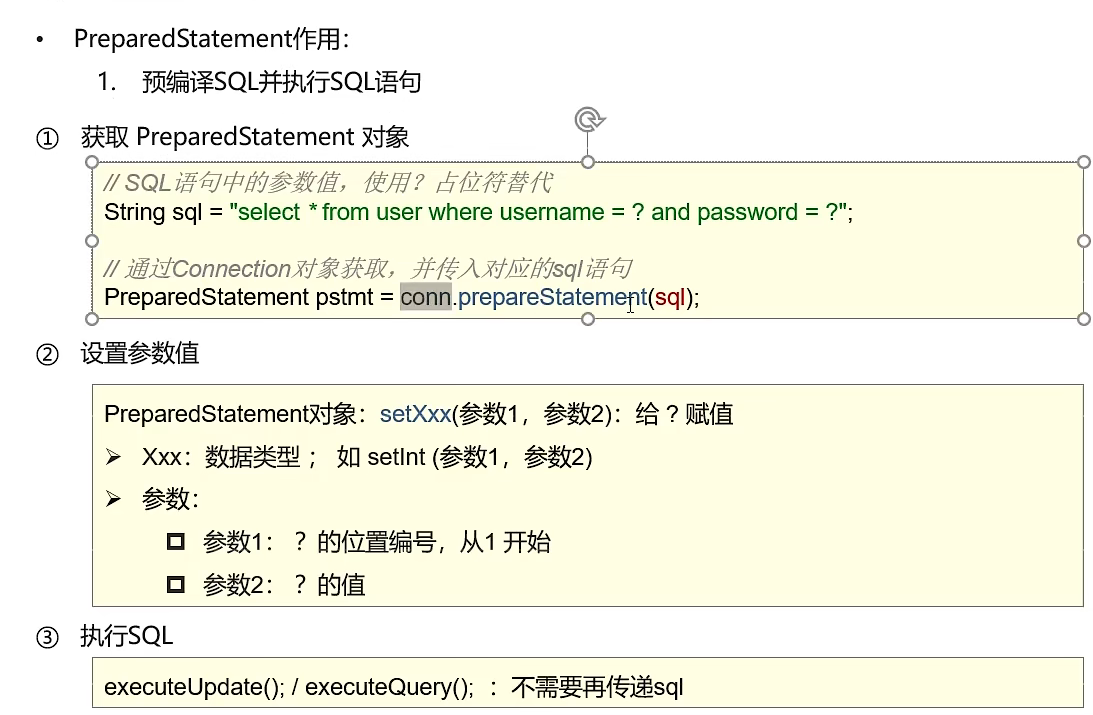 • PreparedStatement作用：
1. 预编译SQL并执行SQL语句
① 获取 PreparedStatement 对象
// SQL语句中的参数值，使用？占位符替代
String sql = "select * from user where username = ? and password = ?";
// 通过Connection对象获取，并传入对应的sql语句
PreparedStatement pstmt = conn.prepareStatement(sql);
② 设置参数值
PreparedStatement对象：setXxx(参数1，参数2)：给 ? 赋值
➢ Xxx：数据类型 ； 如 setInt (参数1，参数2)
➢ 参数：
参数1： ？的位置编号，从1 开始
参数2： ？的值
③ 执行SQL
executeUpdate(); / executeQuery(); ：不需要再传递sql